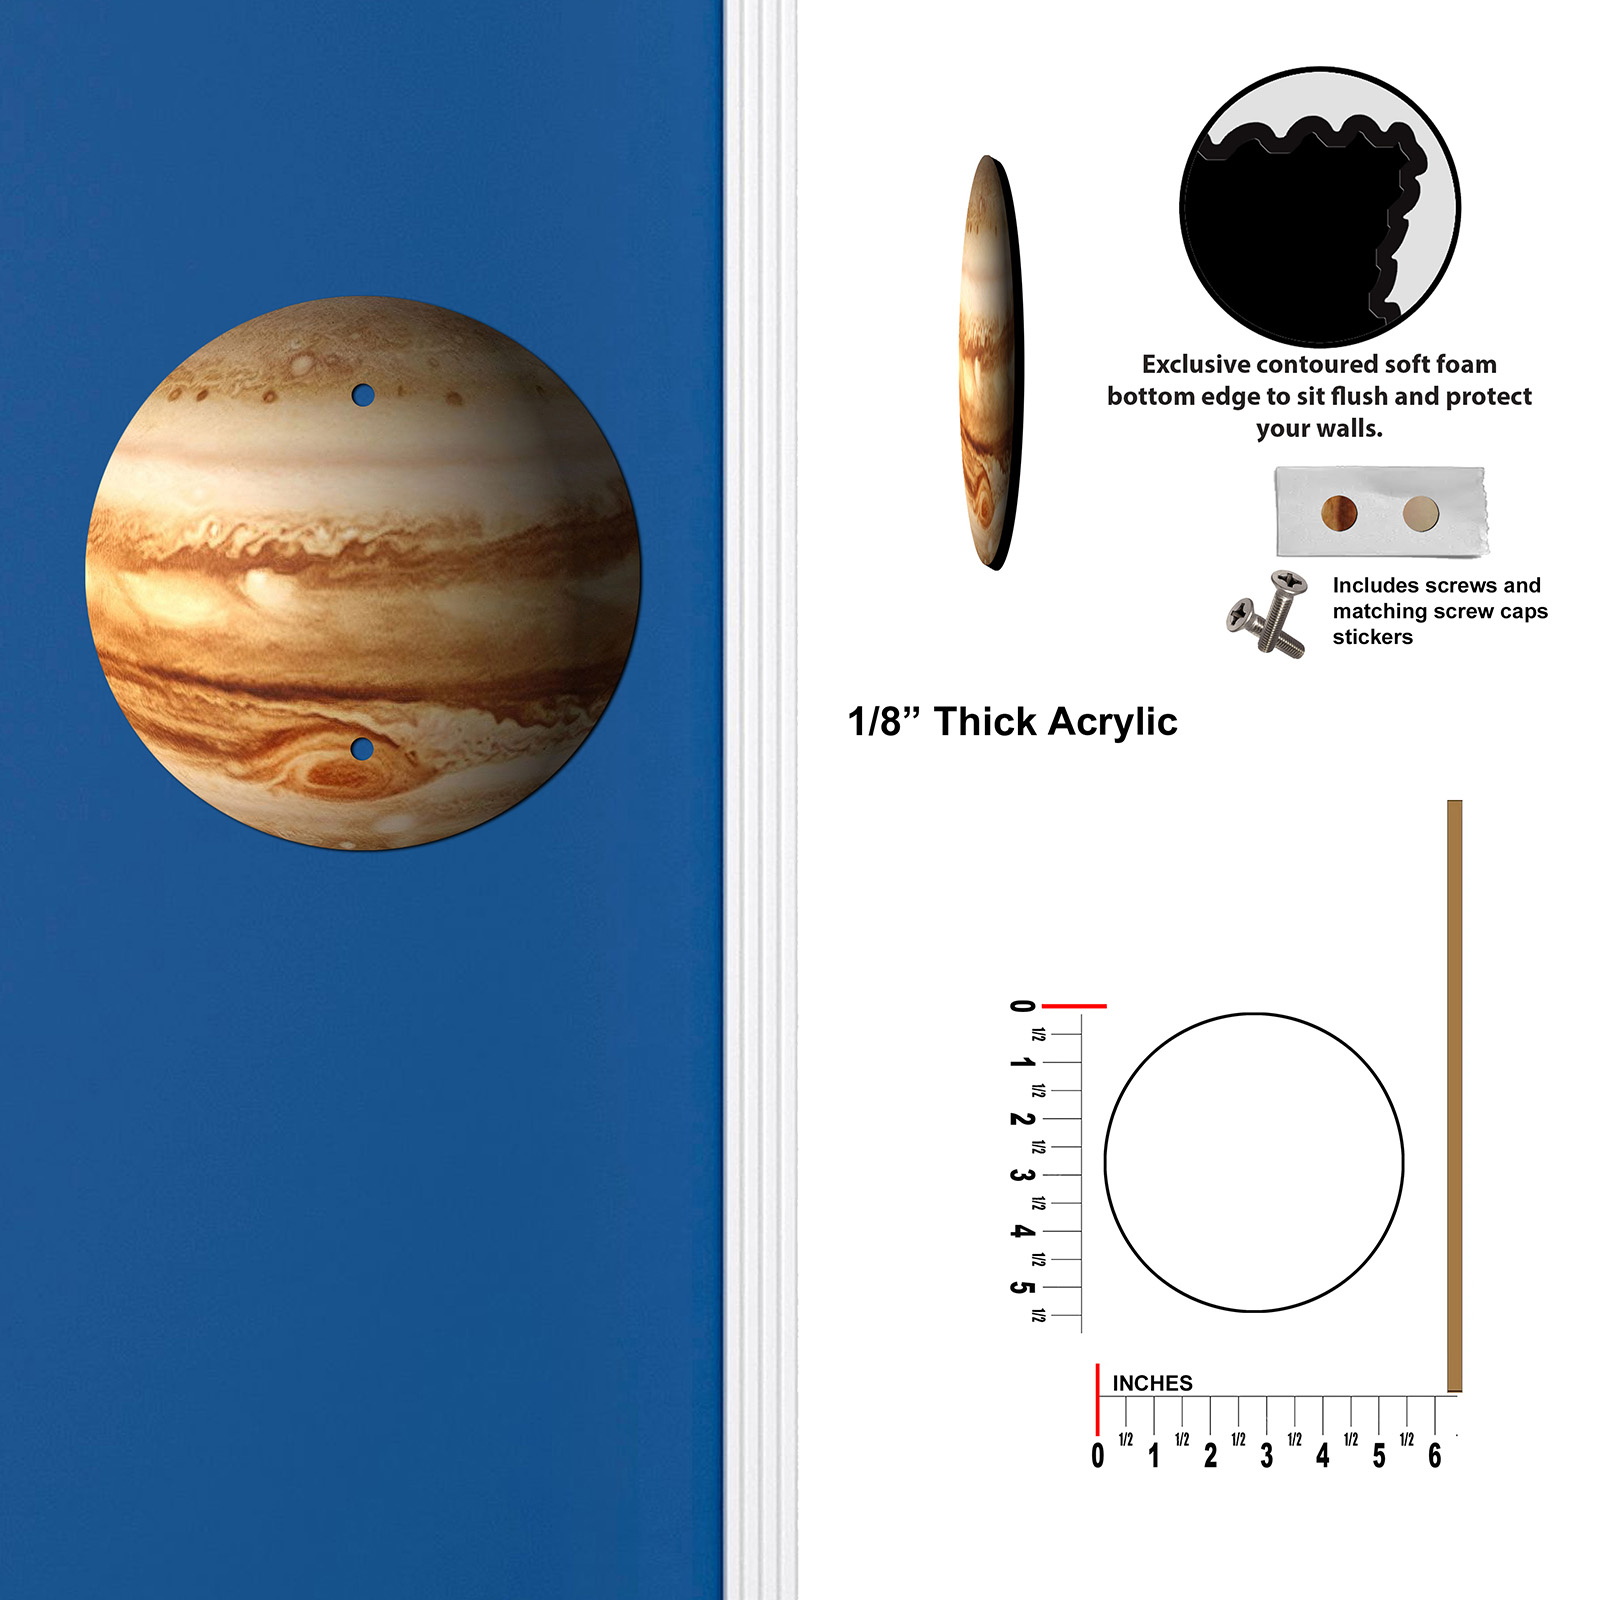 Exclusive contoured soft foam
bottom edge to sit flush and protect
your walls.
Includes screws and
matching screw caps
stickers
1/8” Thick Acrylic
0
1/2
1
1/2
2
1/2
3
1/2
4
1/2
5
1/2
INCHES
0 1/2 1 1/2 2 1/2 3 1/2 4 1/2 5 1/2 6